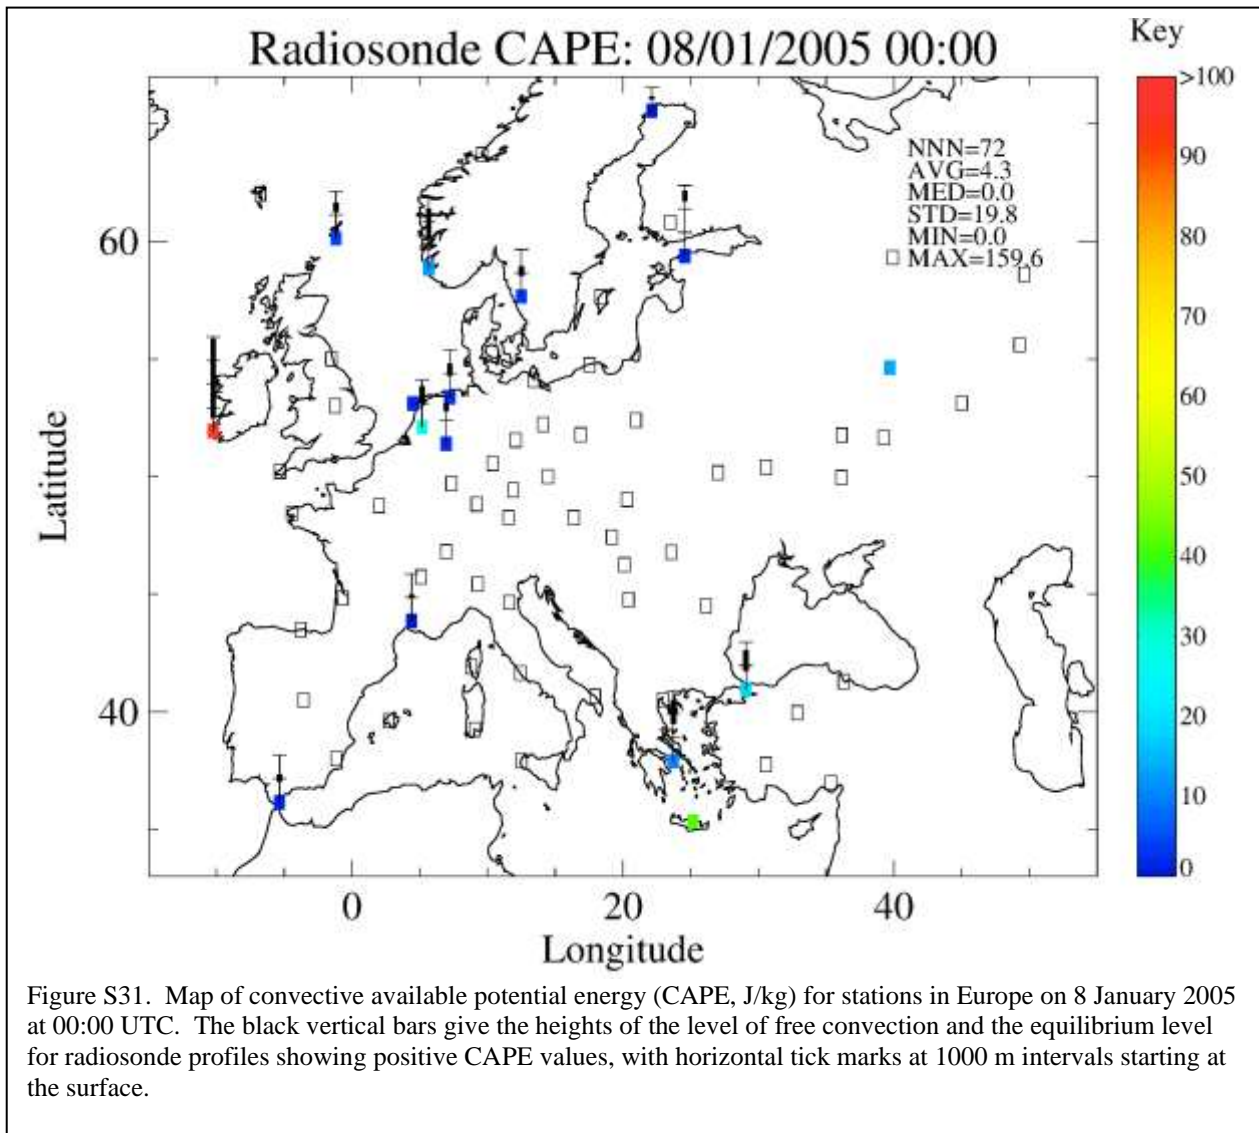 Radiosonde CAPE: 08/01/2005 00:00
Key
>100
90
80
70
60
50
40
30
20
10
0
NNN=72
AVG=4.3
MED=0.0
STD=19.8
MIN=0.0
MAX=159.6
60
40
Latitude
0 20 40
Longitude
Figure S31. Map of convective available potential energy (CAPE, J/kg) for stations in Europe on 8 January 2005
at 00:00 UTC. The black vertical bars give the heights of the level of free convection and the equilibrium level
for radiosonde profiles showing positive CAPE values, with horizontal tick marks at 1000 m intervals starting at
the surface.